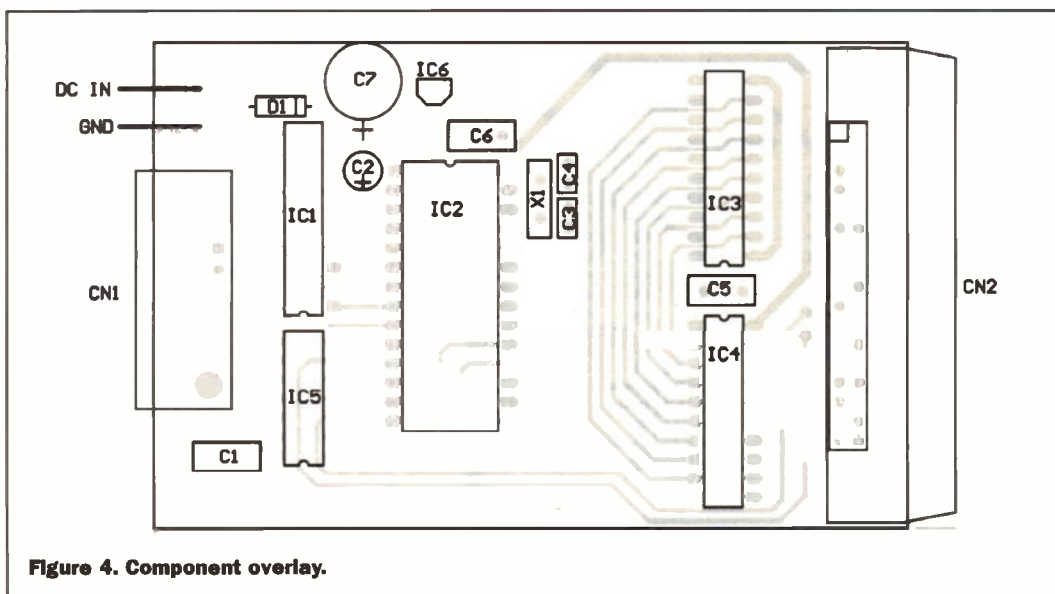 DC IN
GND
D1
C7
IC6
C6
C2
IC1
IC2
X1
C4
C3
IC3
CN1
C5
CN2
IC4
IC5
C1
Figure 4. Component overlay.